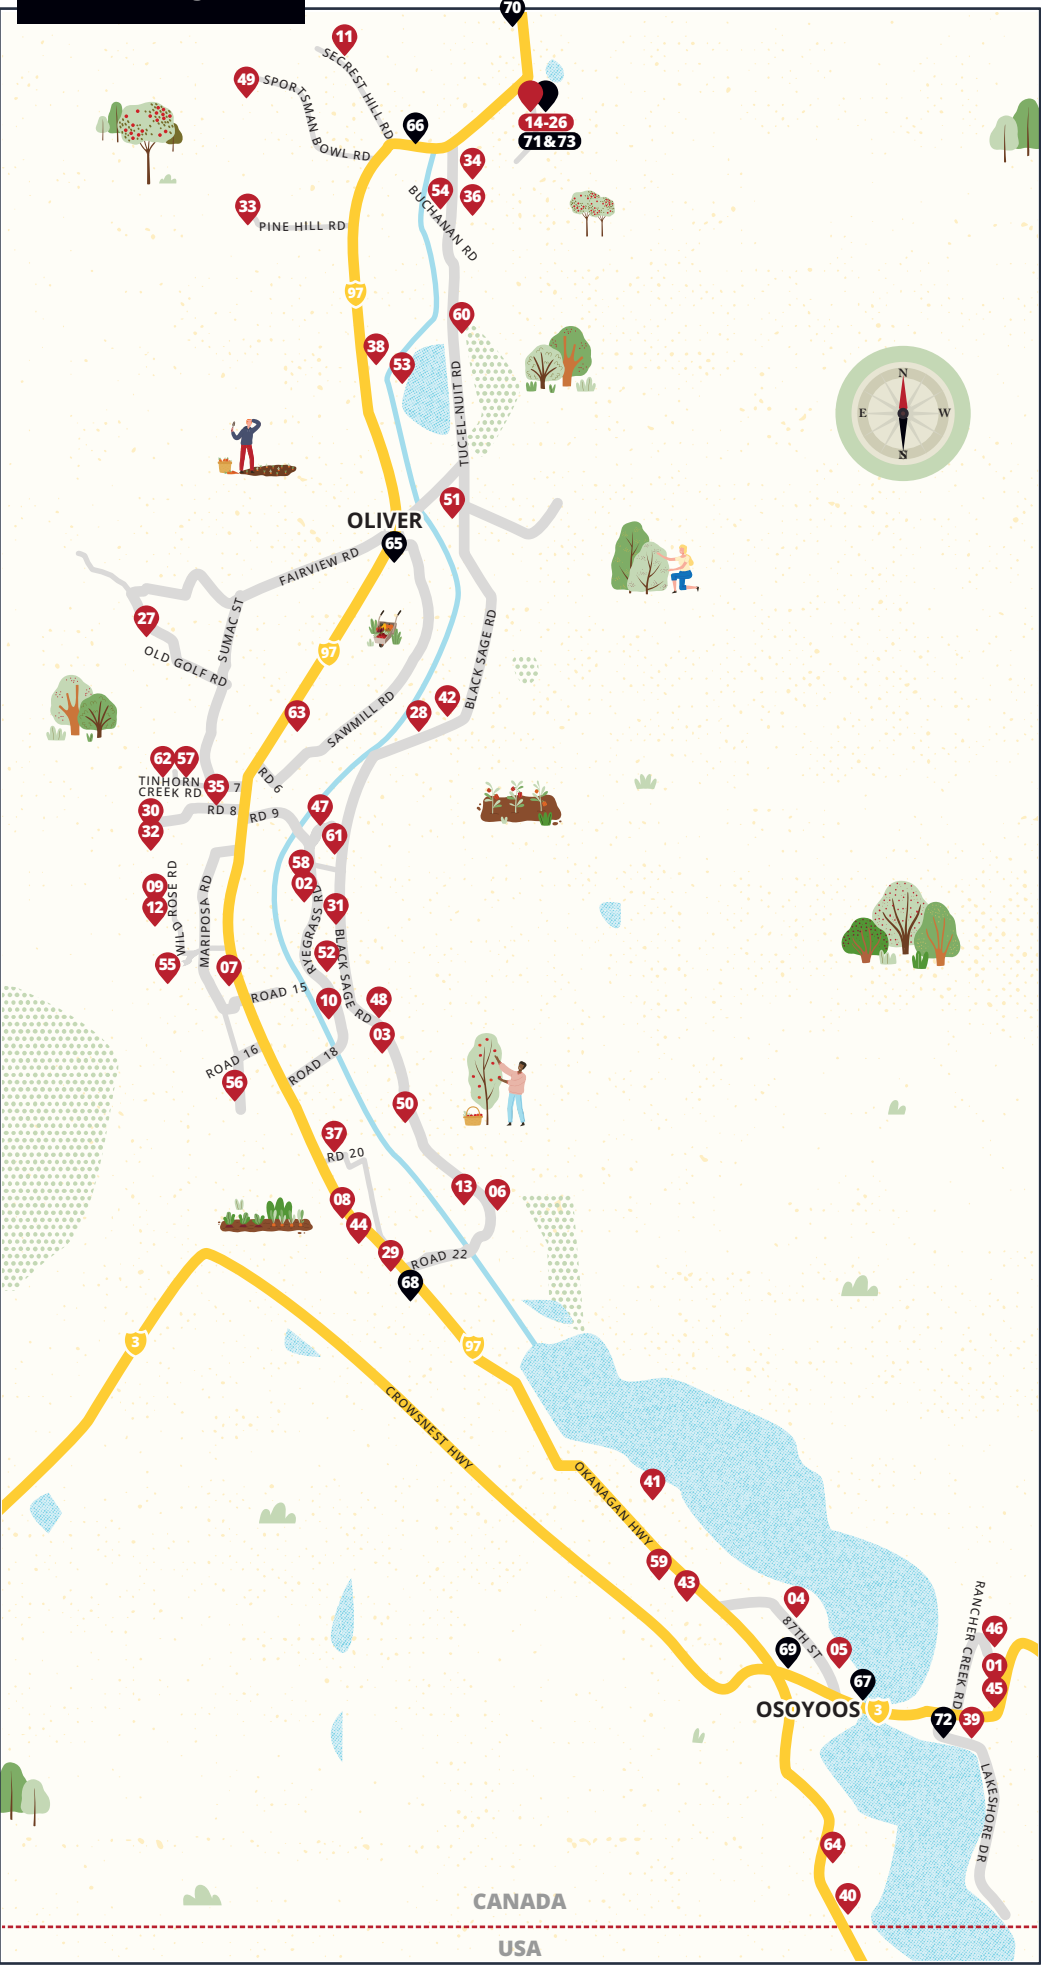 70
11
SECREST HILL RD
49
SPORTSMAN BOWL RD
66
14-26
71&73
34
54
36
BUCHANAN RD
33
PINE HILL RD
97
60
38
53
TUC-EL-NUIT RD
N
E
W
S
51
OLIVER
65
FAIRVIEW RD
27
SUMAC ST
OLD GOLF RD
97
BLACK SAGE RD
42
28
63
SAWMILL RD
62
57
TINHORN
CREEK RD
35
7
RD 6
30
RD 8
RD 9
47
32
61
58
02
09
12
WILD ROSE RD
MARIPOSA RD
31
RYEGRASS RD
BLACK SAGE RD
52
55
07
ROAD 15
10
48
03
ROAD 16
ROAD 18
56
50
37
RD 20
13
06
08
44
29
ROAD 22
68
3
97
CROWSNEST HWY
OKANAGAN HWY
41
59
43
04
87TH ST
RANCHER CREEK RD
46
69
05
01
67
45
OSOYOOS
3
72
39
LAKESHORE DR
64
40
CANADA
USA